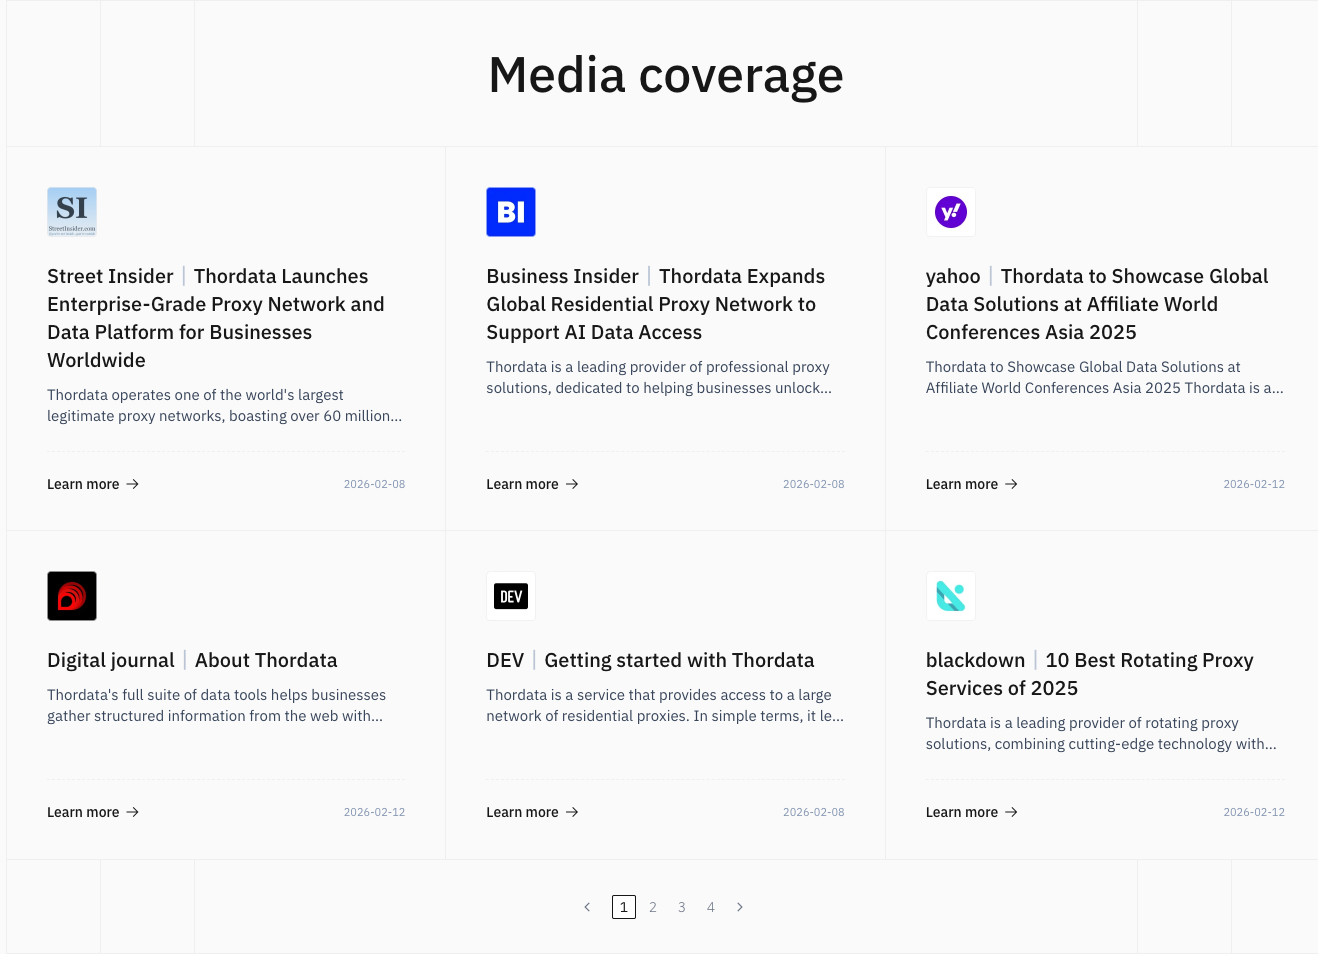 Media coverage
SI
StreetInsider.com
Street Insider | Thordata Launches
Enterprise-Grade Proxy Network and
Data Platform for Businesses
Worldwide
Thordata operates one of the world's largest
legitimate proxy networks, boasting over 60 million...
Learn more →
2026-02-08
BI
Business Insider | Thordata Expands
Global Residential Proxy Network to
Support AI Data Access
Thordata is a leading provider of professional proxy
solutions, dedicated to helping businesses unlock...
Learn more →
2026-02-08
y!
yahoo | Thordata to Showcase Global
Data Solutions at Affiliate World
Conferences Asia 2025
Thordata to Showcase Global Data Solutions at
Affiliate World Conferences Asia 2025 Thordata is a...
Learn more →
2026-02-12
Digital journal | About Thordata
Thordata's full suite of data tools helps businesses
gather structured information from the web with...
Learn more →
2026-02-12
DEV
DEV | Getting started with Thordata
Thordata is a service that provides access to a large
network of residential proxies. In simple terms, it le...
Learn more →
2026-02-08
blackdown | 10 Best Rotating Proxy
Services of 2025
Thordata is a leading provider of rotating proxy
solutions, combining cutting-edge technology with...
Learn more →
2026-02-12
‹ 1 2 3 4 ›